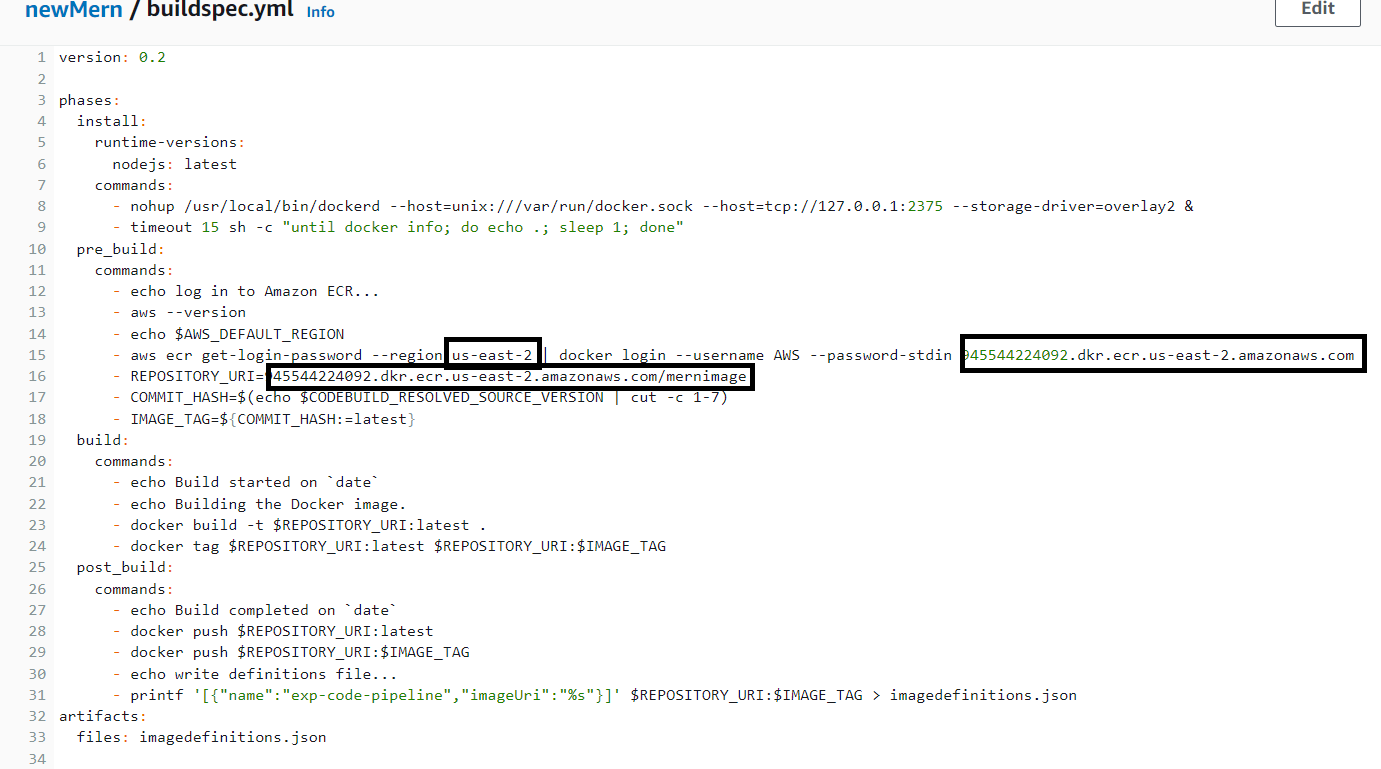 newMern / buildspec.yml Info
Edit
1 version: 0.2
2
3 phases:
4   install:
5     runtime-versions:
6       nodejs: latest
7     commands:
8       - nohup /usr/local/bin/dockerd --host=unix:///var/run/docker.sock --host=tcp://127.0.0.1:2375 --storage-driver=overlay2 &
9       - timeout 15 sh -c "until docker info; do echo .; sleep 1; done"
10   pre_build:
11     commands:
12       - echo log in to Amazon ECR...
13       - aws --version
14       - echo $AWS_DEFAULT_REGION
15       - aws ecr get-login-password --region us-east-2 | docker login --username AWS --password-stdin 945544224092.dkr.ecr.us-east-2.amazonaws.com
16       - REPOSITORY_URI=945544224092.dkr.ecr.us-east-2.amazonaws.com/mernimage
17       - COMMIT_HASH=$(echo $CODEBUILD_RESOLVED_SOURCE_VERSION | cut -c 1-7)
18       - IMAGE_TAG=${COMMIT_HASH:=latest}
19   build:
20     commands:
21       - echo Build started on `date`
22       - echo Building the Docker image.
23       - docker build -t $REPOSITORY_URI:latest .
24       - docker tag $REPOSITORY_URI:latest $REPOSITORY_URI:$IMAGE_TAG
25   post_build:
26     commands:
27       - echo Build completed on `date`
28       - docker push $REPOSITORY_URI:latest
29       - docker push $REPOSITORY_URI:$IMAGE_TAG
30       - echo write definitions file...
31       - printf '[{"name":"exp-code-pipeline","imageUri":"%s"}]' $REPOSITORY_URI:$IMAGE_TAG > imagedefinitions.json
32 artifacts:
33   files: imagedefinitions.json
34